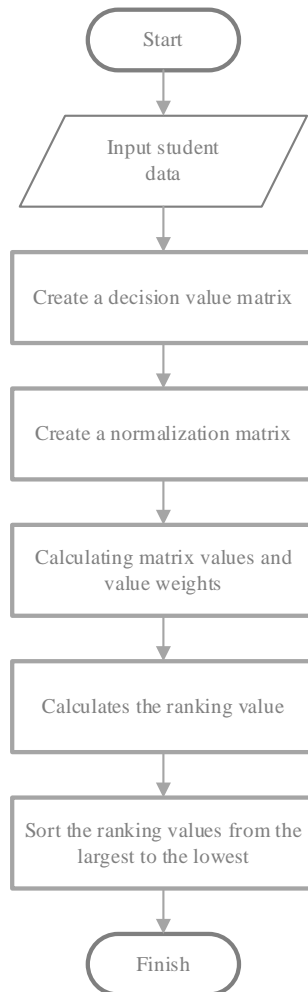 Start
Input student
data
Create a decision value matrix
Create a normalization matrix
Calculating matrix values and
value weights
Calculates the ranking value
Sort the ranking values from the
largest to the lowest
Finish